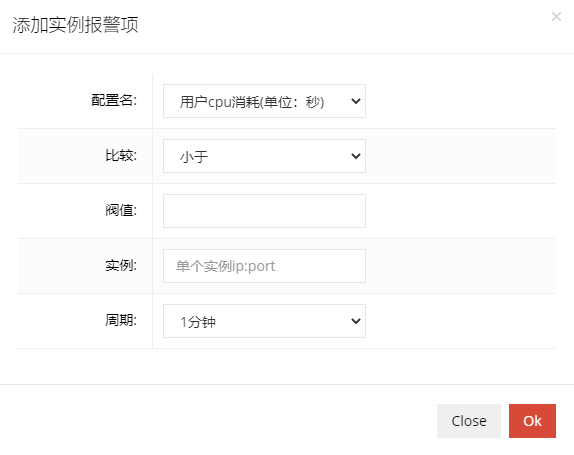 添加实例报警项
×
配置名:
用户cpu消耗(单位：秒)
比较:
小于
阀值:
实例:
单个实例ip:port
周期:
1分钟
Close
Ok